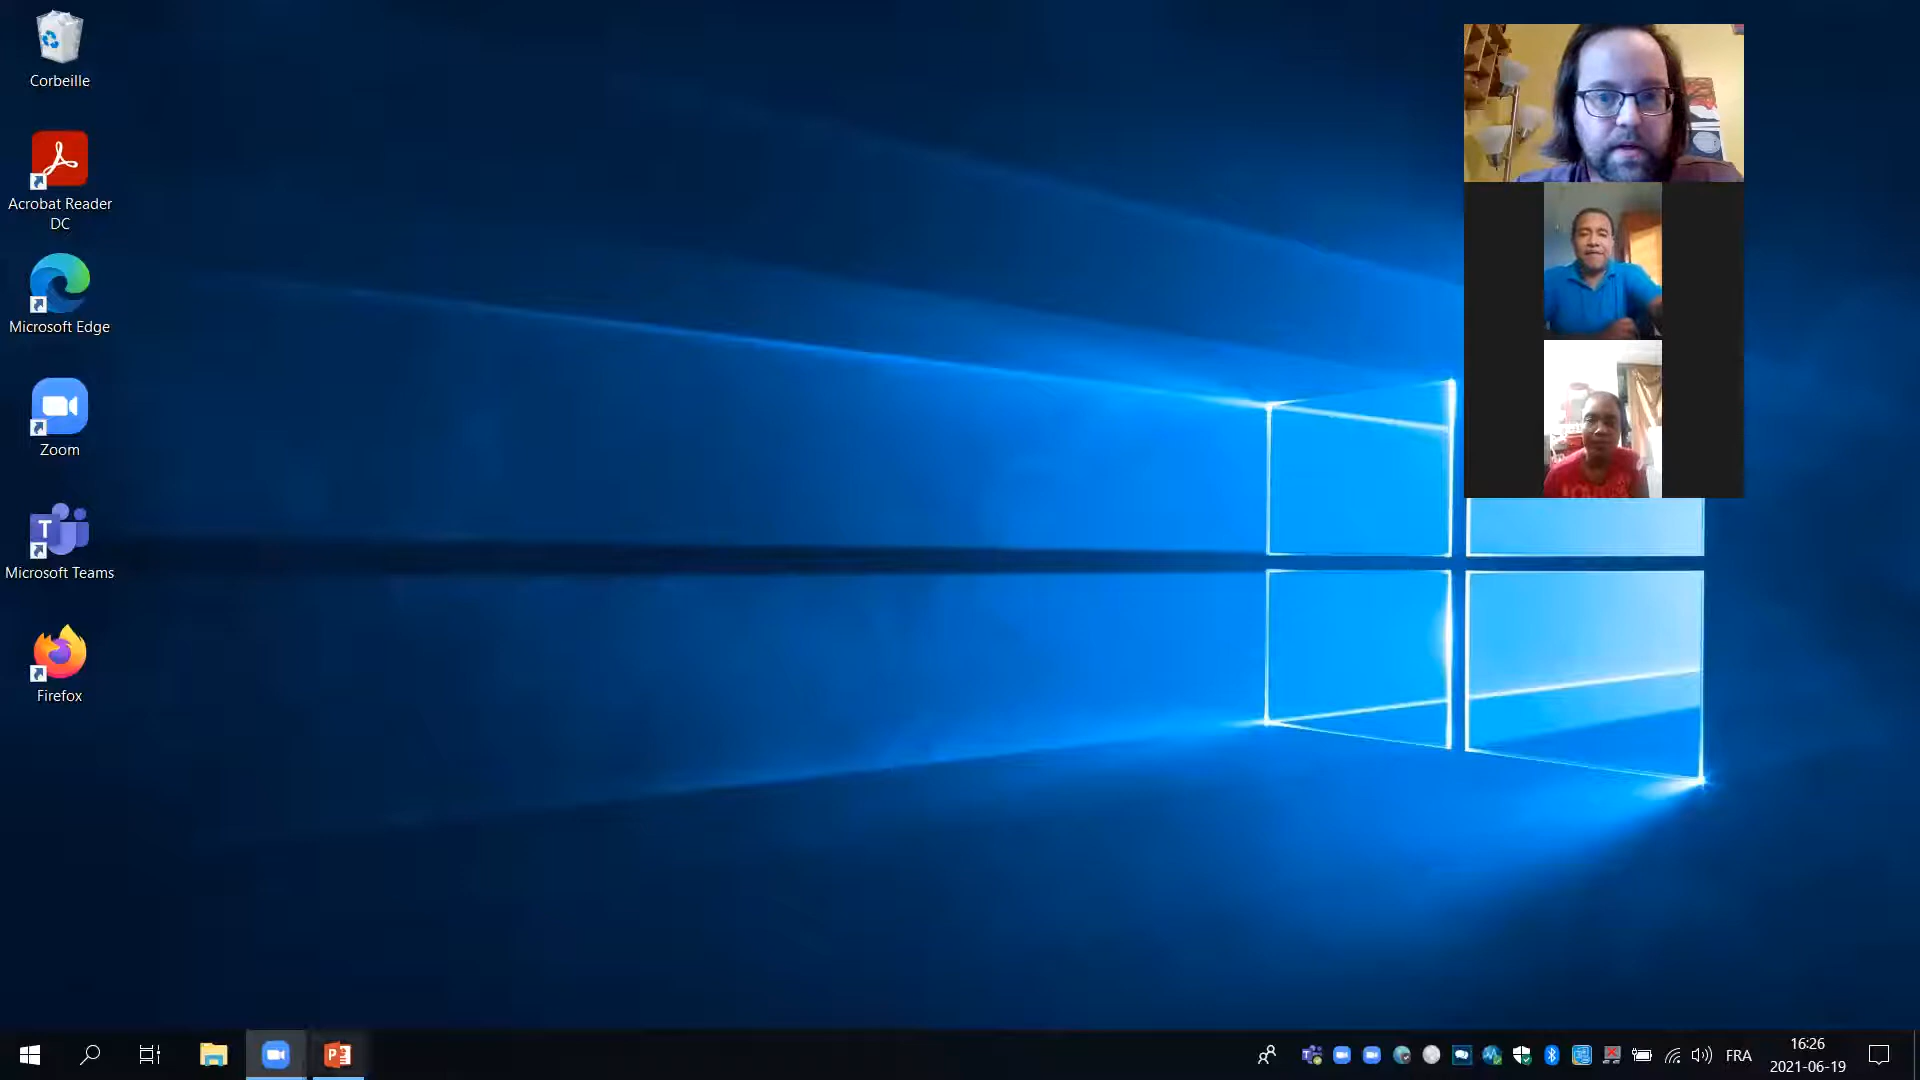 Corbeille
Acrobat Reader
DC
Microsoft Edge
Zoom
Microsoft Teams
Firefox
FRA
16:26
2021-06-19